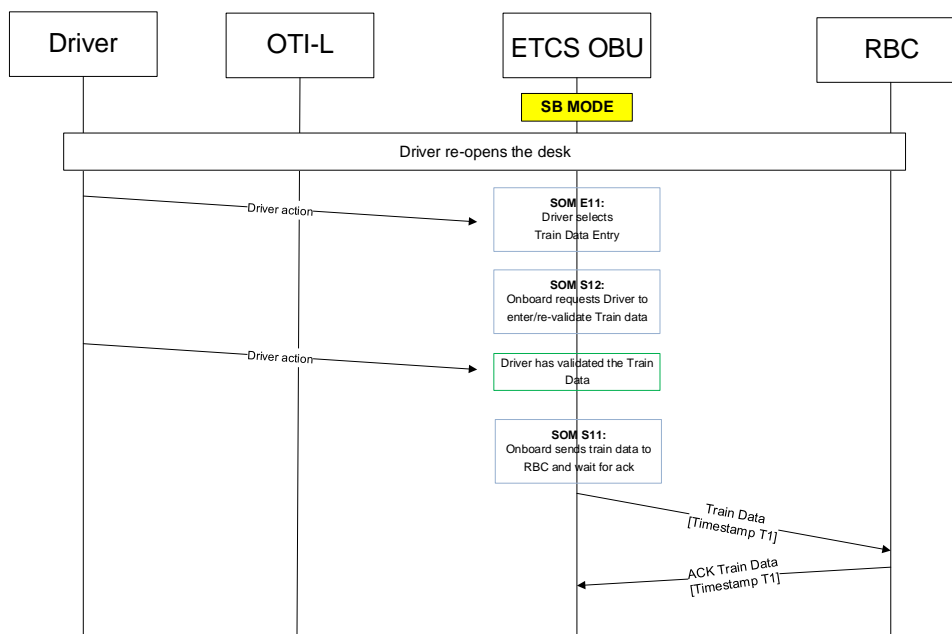 Driver
OTI-L
ETCS OBU
RBC
SB MODE
Driver re-opens the desk
Driver action
SOM E11:
Driver selects
Train Data Entry
SOM S12:
Onboard requests Driver to
enter/re-validate Train data
Driver action
Driver has validated the Train
Data
SOM S11:
Onboard sends train data to
RBC and wait for ack
Train Data
[Timestamp T1]
ACK Train Data
[Timestamp T1]